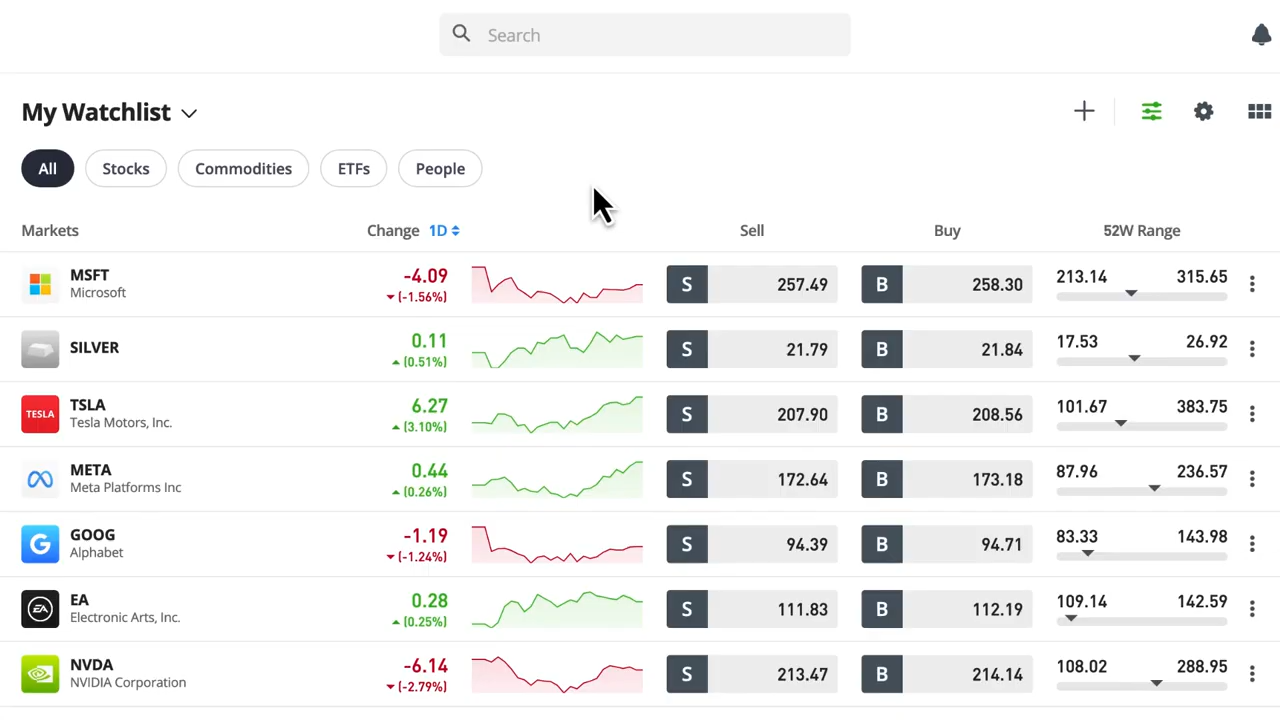 Search
My Watchlist
All Stocks Commodities ETFs People
Markets Change 1D Sell Buy 52W Range
MSFT -4.09 S 257.49 B 258.30 213.14 315.65
Microsoft (-1.56%)
SILVER 0.11 S 21.79 B 21.84 17.53 26.92
(0.51%)
TESLA TSLA 6.27 S 207.90 B 208.56 101.67 383.75
Tesla Motors, Inc. (3.10%)
META 0.44 S 172.64 B 173.18 87.96 236.57
Meta Platforms Inc (0.26%)
G GOOG -1.19 S 94.39 B 94.71 83.33 143.98
Alphabet (-1.24%)
EA EA 0.28 S 111.83 B 112.19 109.14 142.59
Electronic Arts, Inc. (0.25%)
NVDA -6.14 S 213.47 B 214.14 108.02 288.95
NVIDIA Corporation (-2.79%)